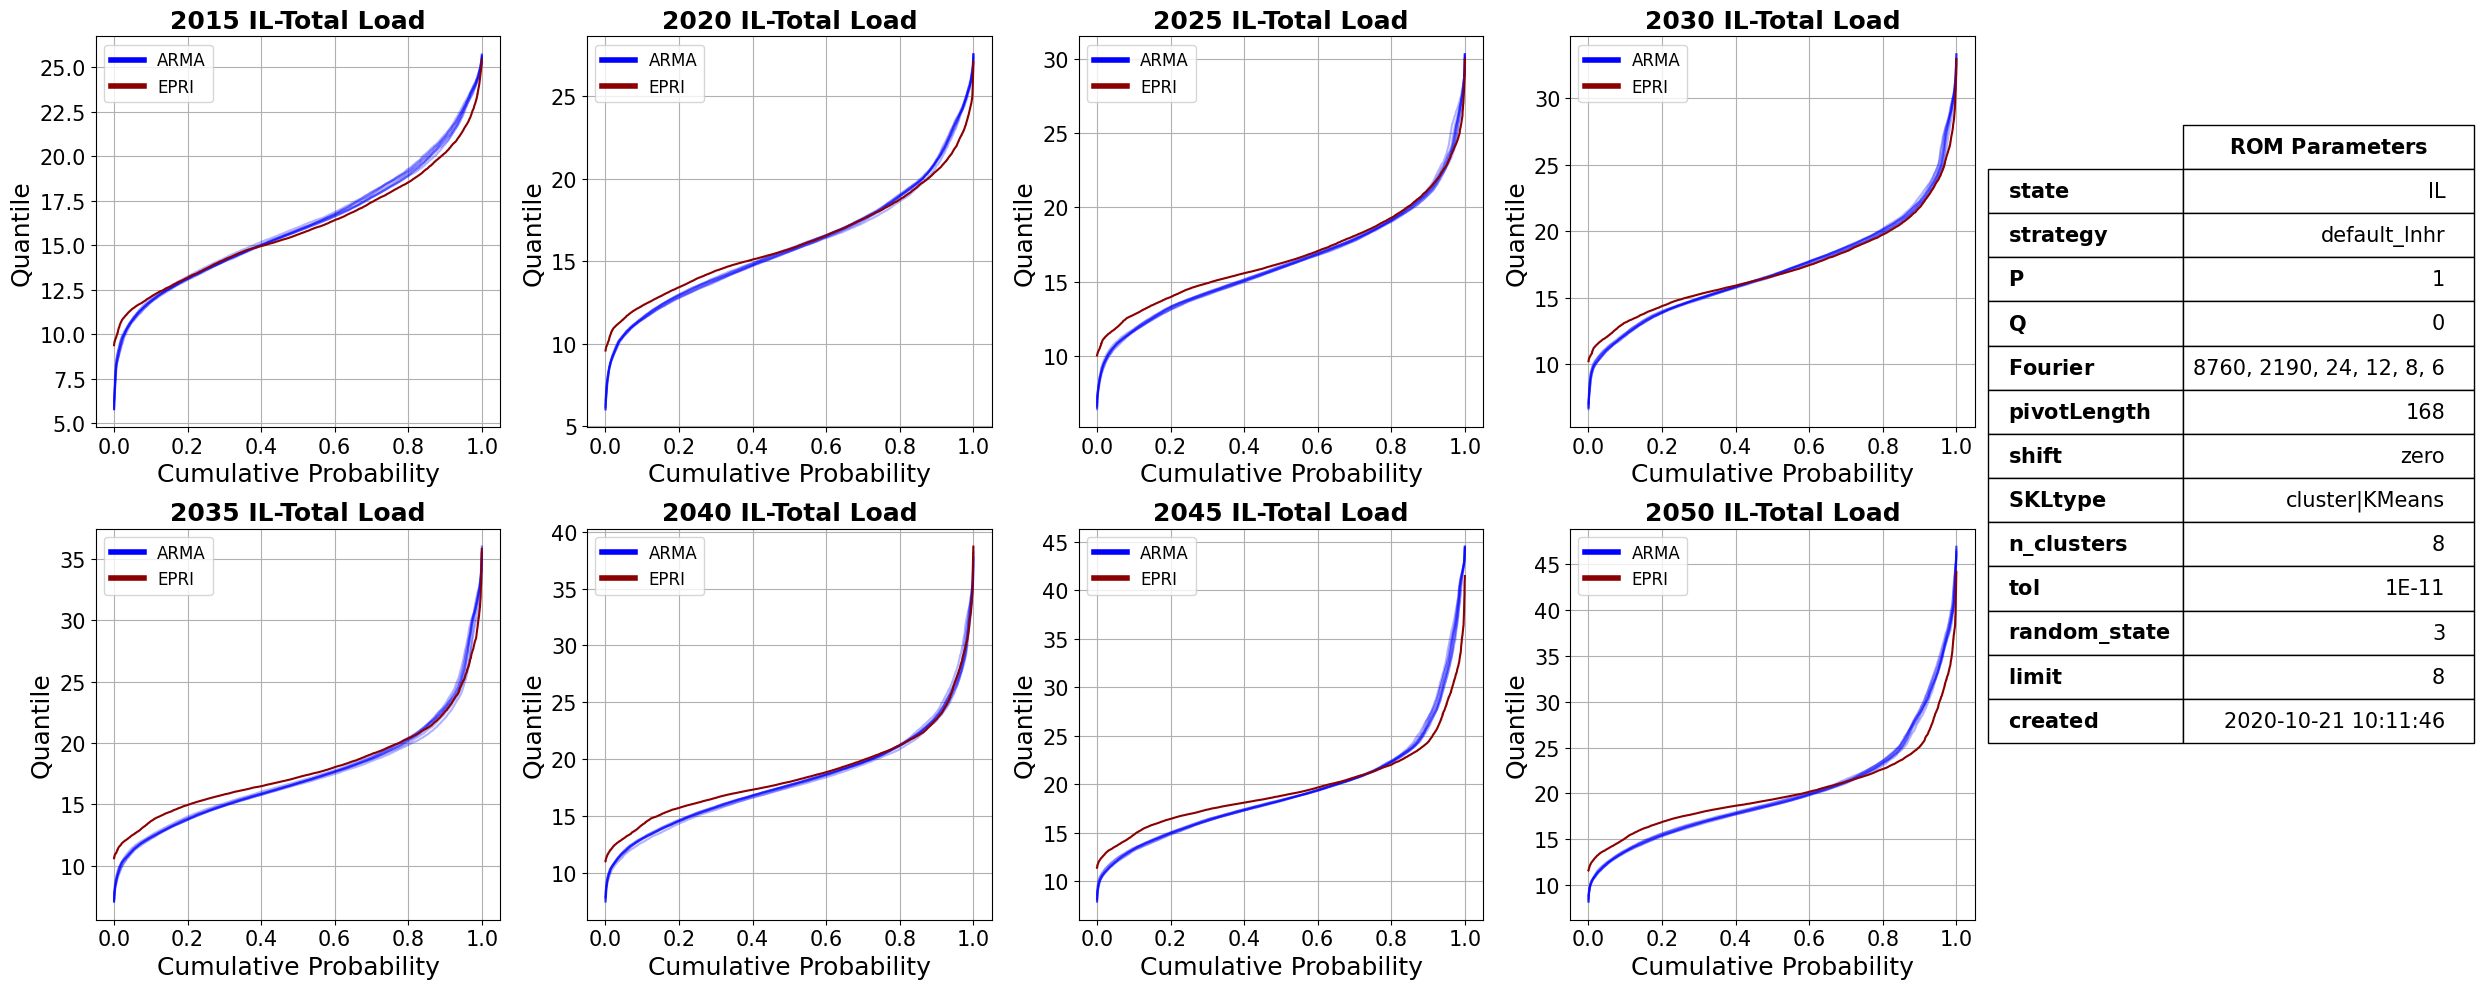 2015 IL-Total Load
ARMA
EPRI
Quantile
25.0
22.5
20.0
17.5
15.0
12.5
10.0
7.5
5.0
0.0 0.2 0.4 0.6 0.8 1.0
Cumulative Probability
2020 IL-Total Load
ARMA
EPRI
Quantile
25
20
15
10
5
0.0 0.2 0.4 0.6 0.8 1.0
Cumulative Probability
2025 IL-Total Load
ARMA
EPRI
Quantile
30
25
20
15
10
0.0 0.2 0.4 0.6 0.8 1.0
Cumulative Probability
2030 IL-Total Load
ARMA
EPRI
Quantile
30
25
20
15
10
0.0 0.2 0.4 0.6 0.8 1.0
Cumulative Probability
2035 IL-Total Load
ARMA
EPRI
Quantile
35
30
25
20
15
10
0.0 0.2 0.4 0.6 0.8 1.0
Cumulative Probability
2040 IL-Total Load
ARMA
EPRI
Quantile
40
35
30
25
20
15
10
0.0 0.2 0.4 0.6 0.8 1.0
Cumulative Probability
2045 IL-Total Load
ARMA
EPRI
Quantile
45
40
35
30
25
20
15
10
0.0 0.2 0.4 0.6 0.8 1.0
Cumulative Probability
2050 IL-Total Load
ARMA
EPRI
Quantile
45
40
35
30
25
20
15
10
0.0 0.2 0.4 0.6 0.8 1.0
Cumulative Probability
ROM Parameters
state IL
strategy default_lnhr
P 1
Q 0
Fourier 8760, 2190, 24, 12, 8, 6
pivotLength 168
shift zero
SKLtype cluster|KMeans
n_clusters 8
tol 1E-11
random_state 3
limit 8
created 2020-10-21 10:11:46